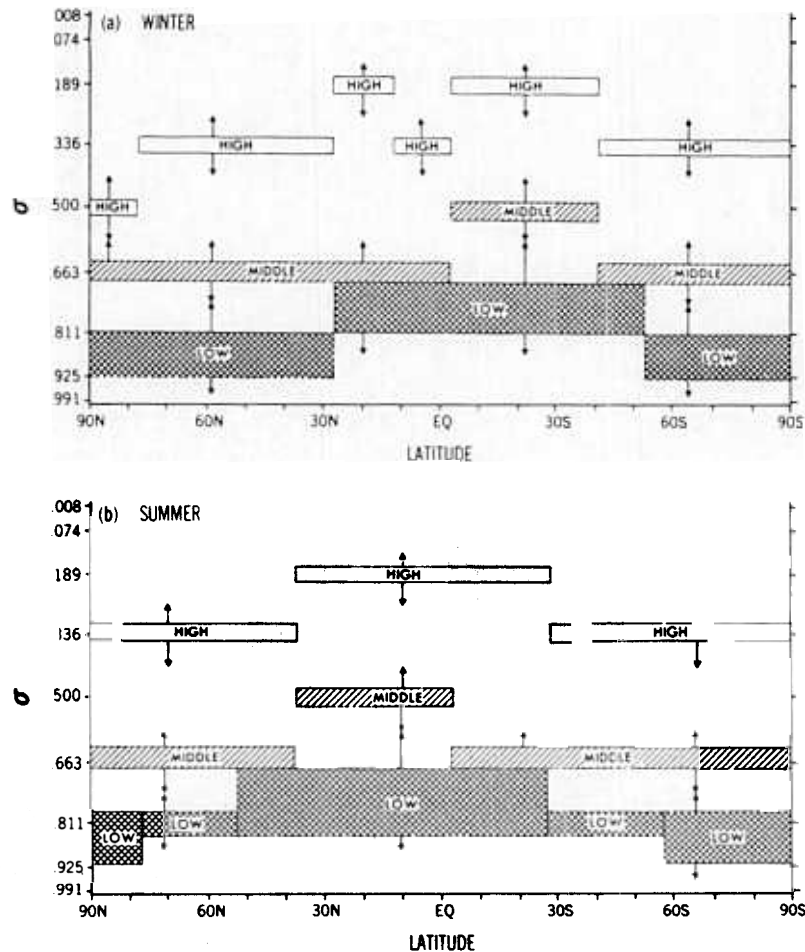 .008
.074
(a) WINTER
.189
HIGH
HIGH
.336
HIGH
HIGH
HIGH
σ
.500
HIGH
MIDDLE
.663
MIDDLE
MIDDLE
LOW
.811
LOW
LOW
.925
.991
90N 60N 30N EQ 30S 60S 90S
LATITUDE
.008
.074
(b) SUMMER
.189
HIGH
.136
HIGH
HIGH
σ
.500
MIDDLE
.663
MIDDLE
MIDDLE
LOW
.811
LOW
LOW
LOW
LOW
.925
.991
90N 60N 30N EQ 30S 60S 90S
LATITUDE